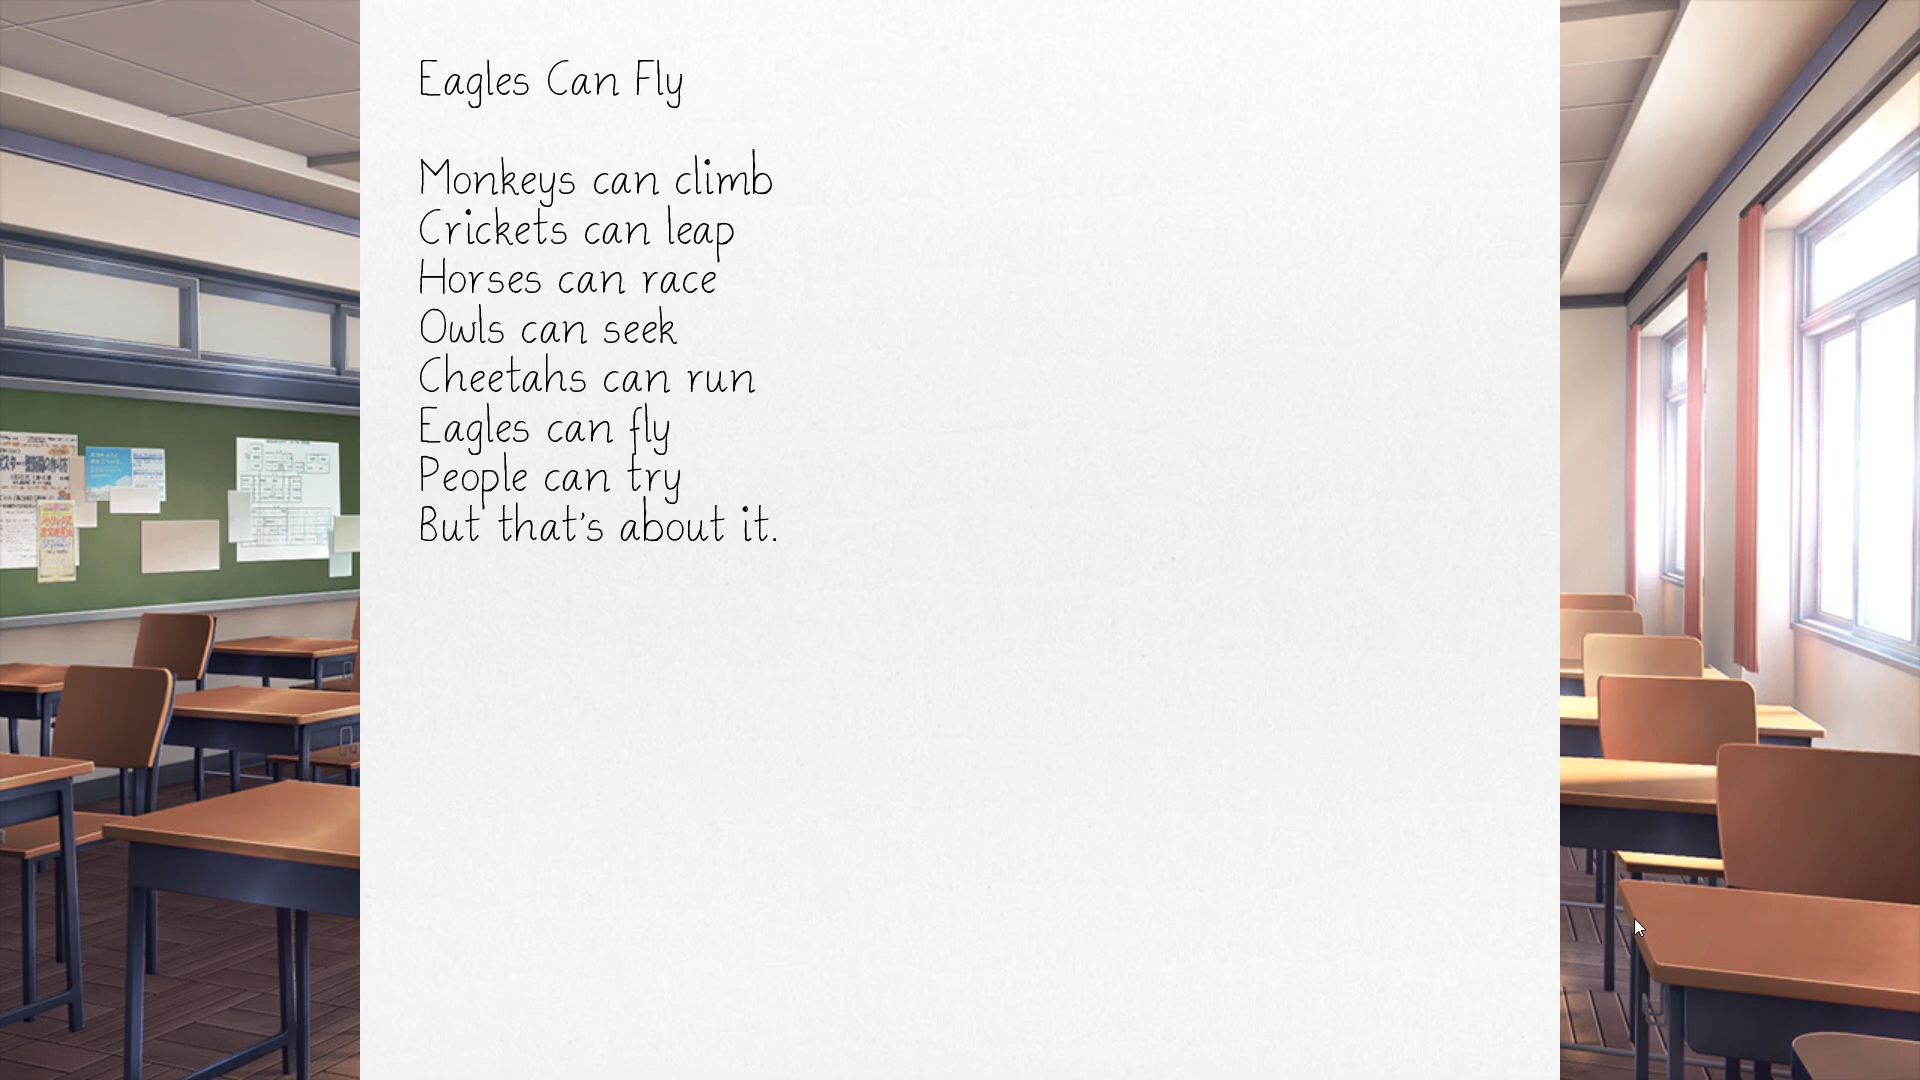 Eagles Can Fly
Monkeys can climb
Crickets can leap
Horses can race
Owls can seek
Cheetahs can run
Eagles can fly
People can try
But that's about it.